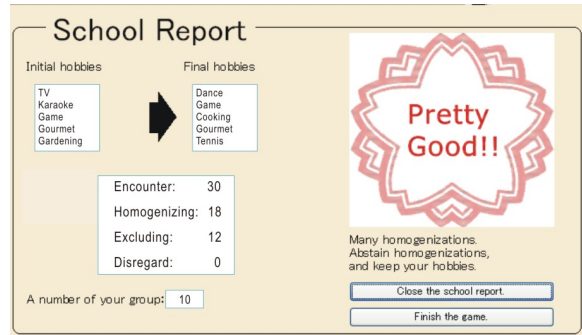 School Report
Initial hobbies
Final hobbies
TV
Karaoke
Game
Gourmet
Gardening
Dance
Game
Cooking
Gourmet
Tennis
Encounter: 30
Homogenizing: 18
Excluding: 12
Disregard: 0
A number of your group: 10
Pretty
Good!!
Many homogenizations.
Abstain homogenizations,
and keep your hobbies.
Close the school report.
Finish the game.